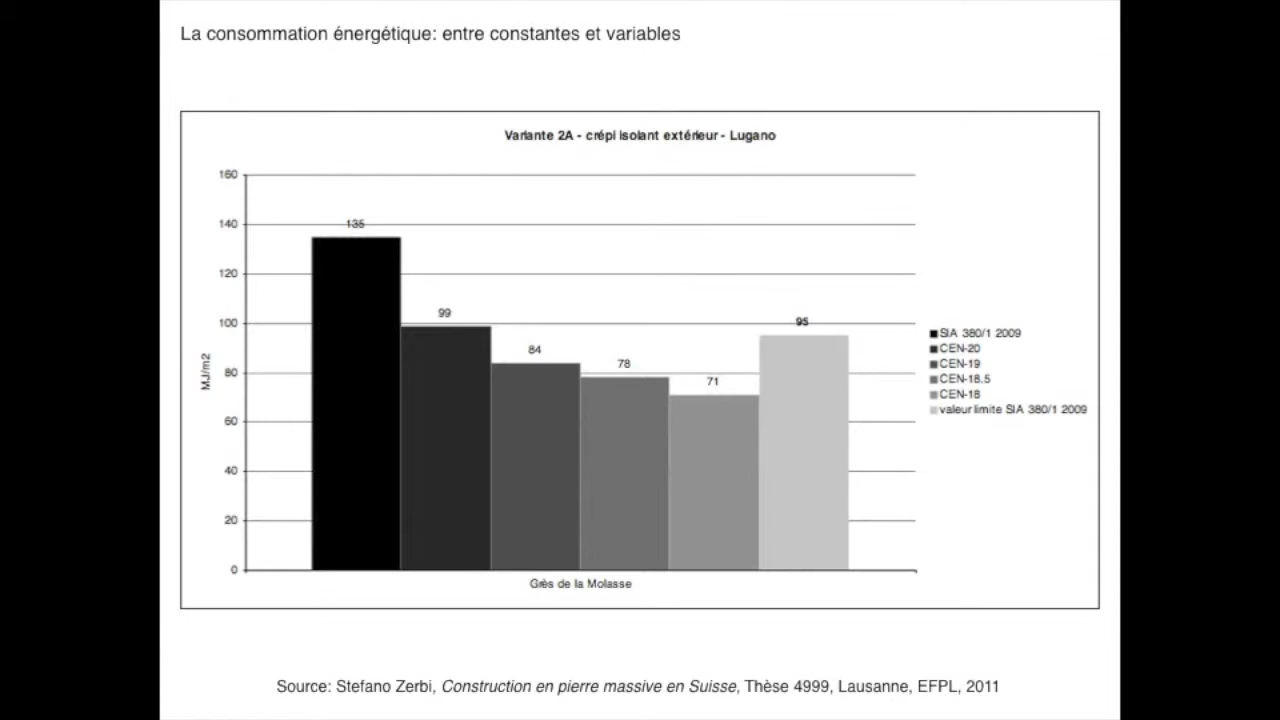 La consommation énergétique: entre constantes et variables
Variante 2A - crépi isolant extérieur - Lugano
160
140
120
100
80
60
40
20
0
MJ/m2
135
99
84
78
71
95
Grès de la Molasse
SIA 380/1 2009
CEN-20
CEN-19
CEN-18.5
CEN-18
valeur limite SIA 380/1 2009
Source: Stefano Zerbi, Construction en pierre massive en Suisse, Thèse 4999, Lausanne, EFPL, 2011